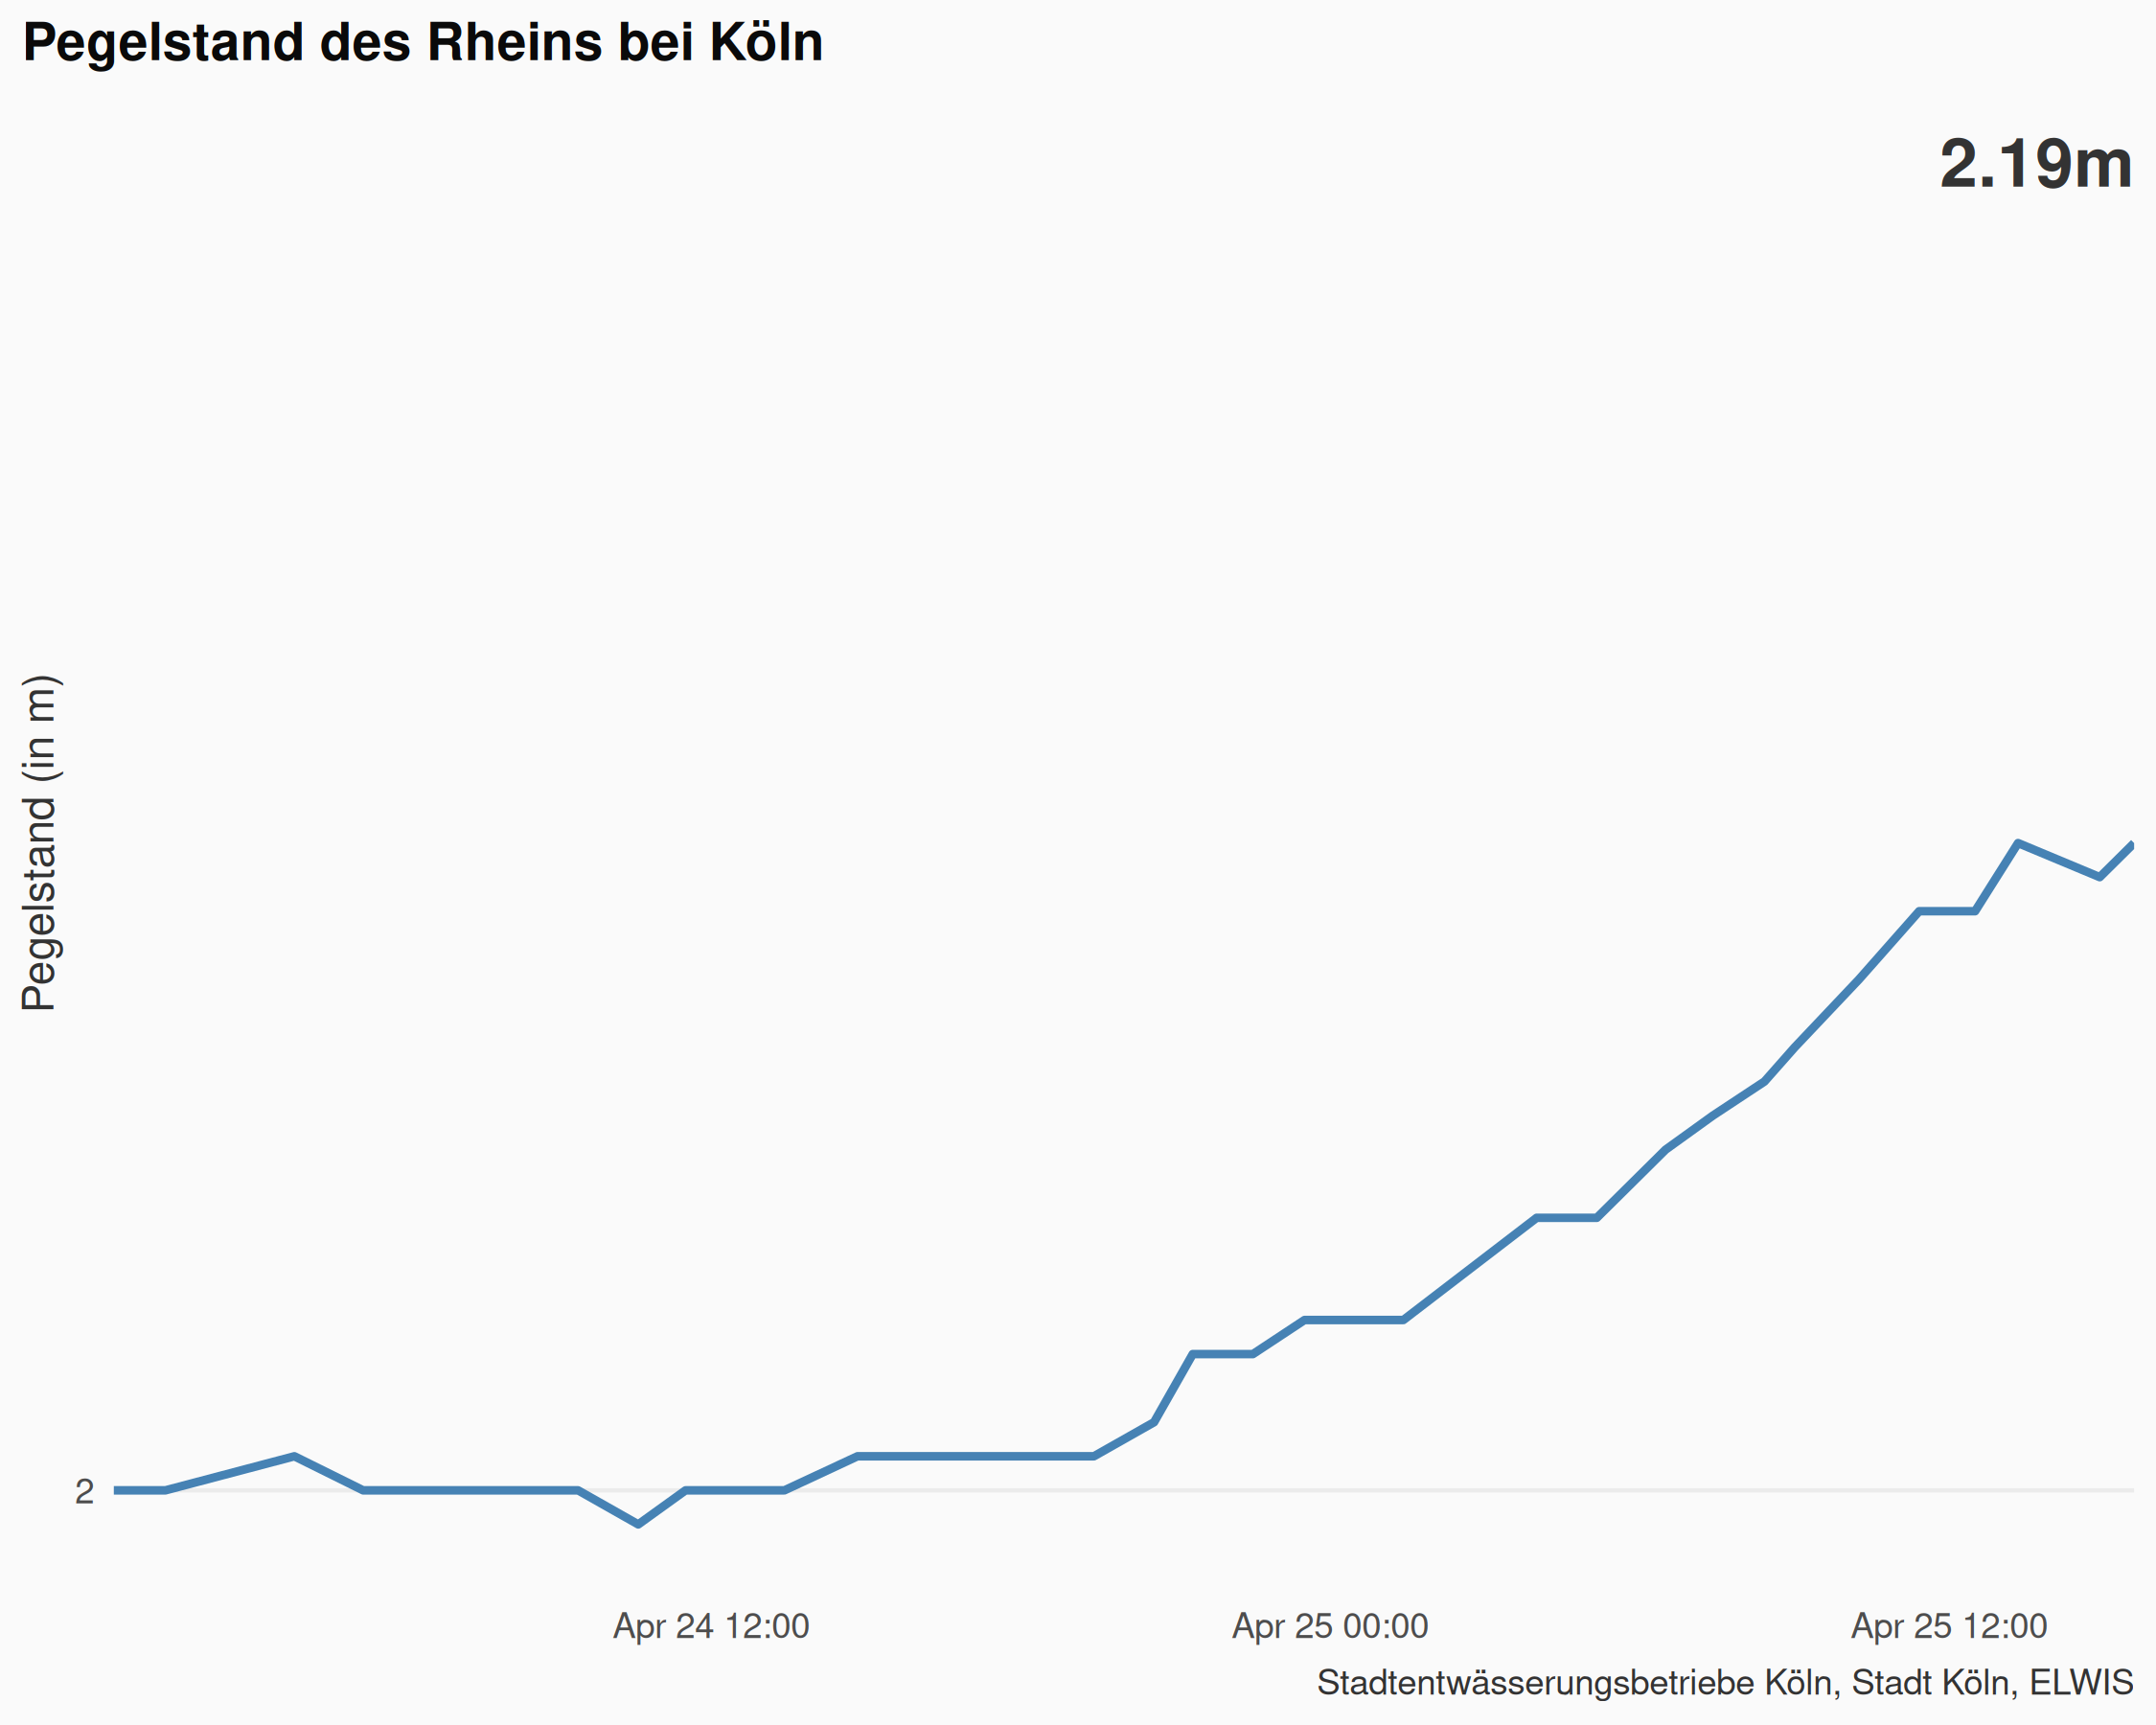 Pegelstand des Rheins bei Köln
2.19m
Pegelstand (in m)
2
Apr 24 12:00
Apr 25 00:00
Apr 25 12:00
Stadtentwässerungsbetriebe Köln, Stadt Köln, ELWIS